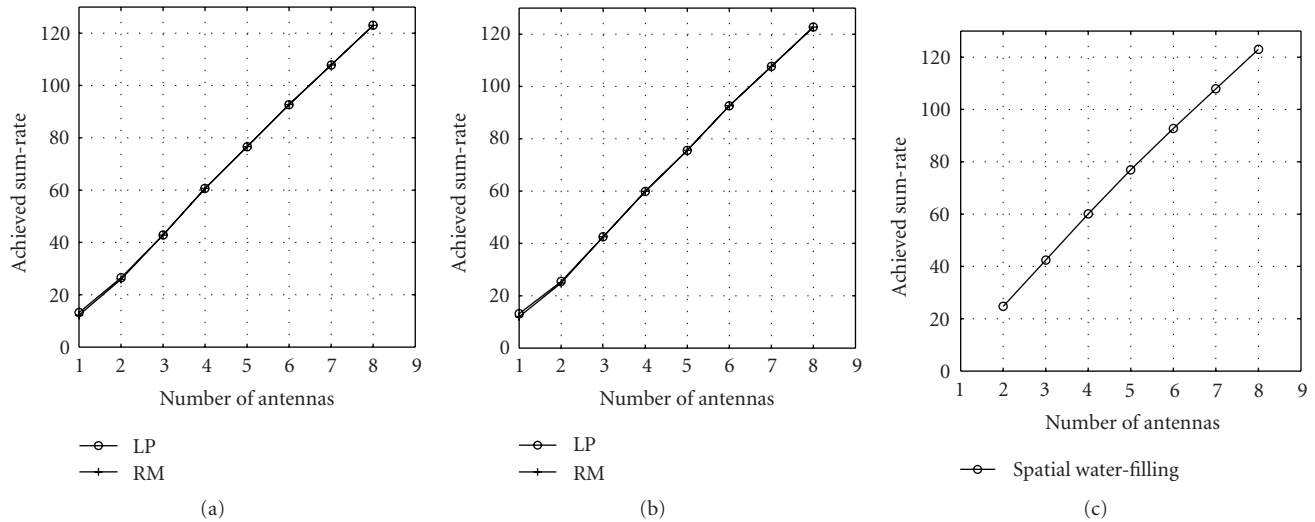 Achieved sum-rate
120
100
80
60
40
20
0
1 2 3 4 5 6 7 8 9
Number of antennas
LP
RM
(a)
Achieved sum-rate
120
100
80
60
40
20
0
1 2 3 4 5 6 7 8 9
Number of antennas
LP
RM
(b)
Achieved sum-rate
120
100
80
60
40
20
0
1 2 3 4 5 6 7 8 9
Number of antennas
Spatial water-filling
(c)